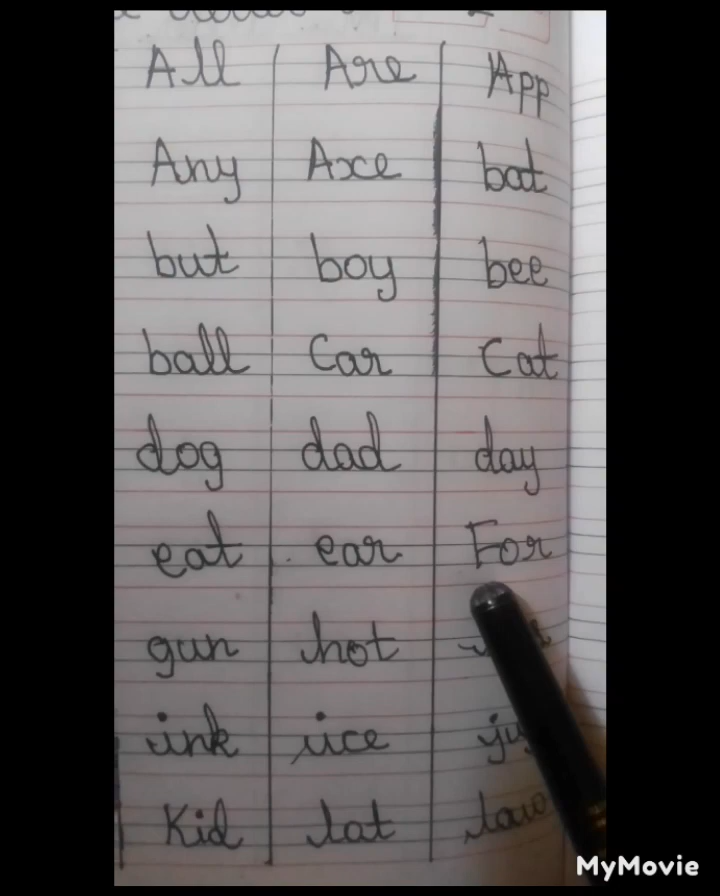 All Are App
Any Axe bat
but boy bee
ball Car Cat
dog dad day
eat ear For
gun hot
ink ice
Kid lat law
MyMovie